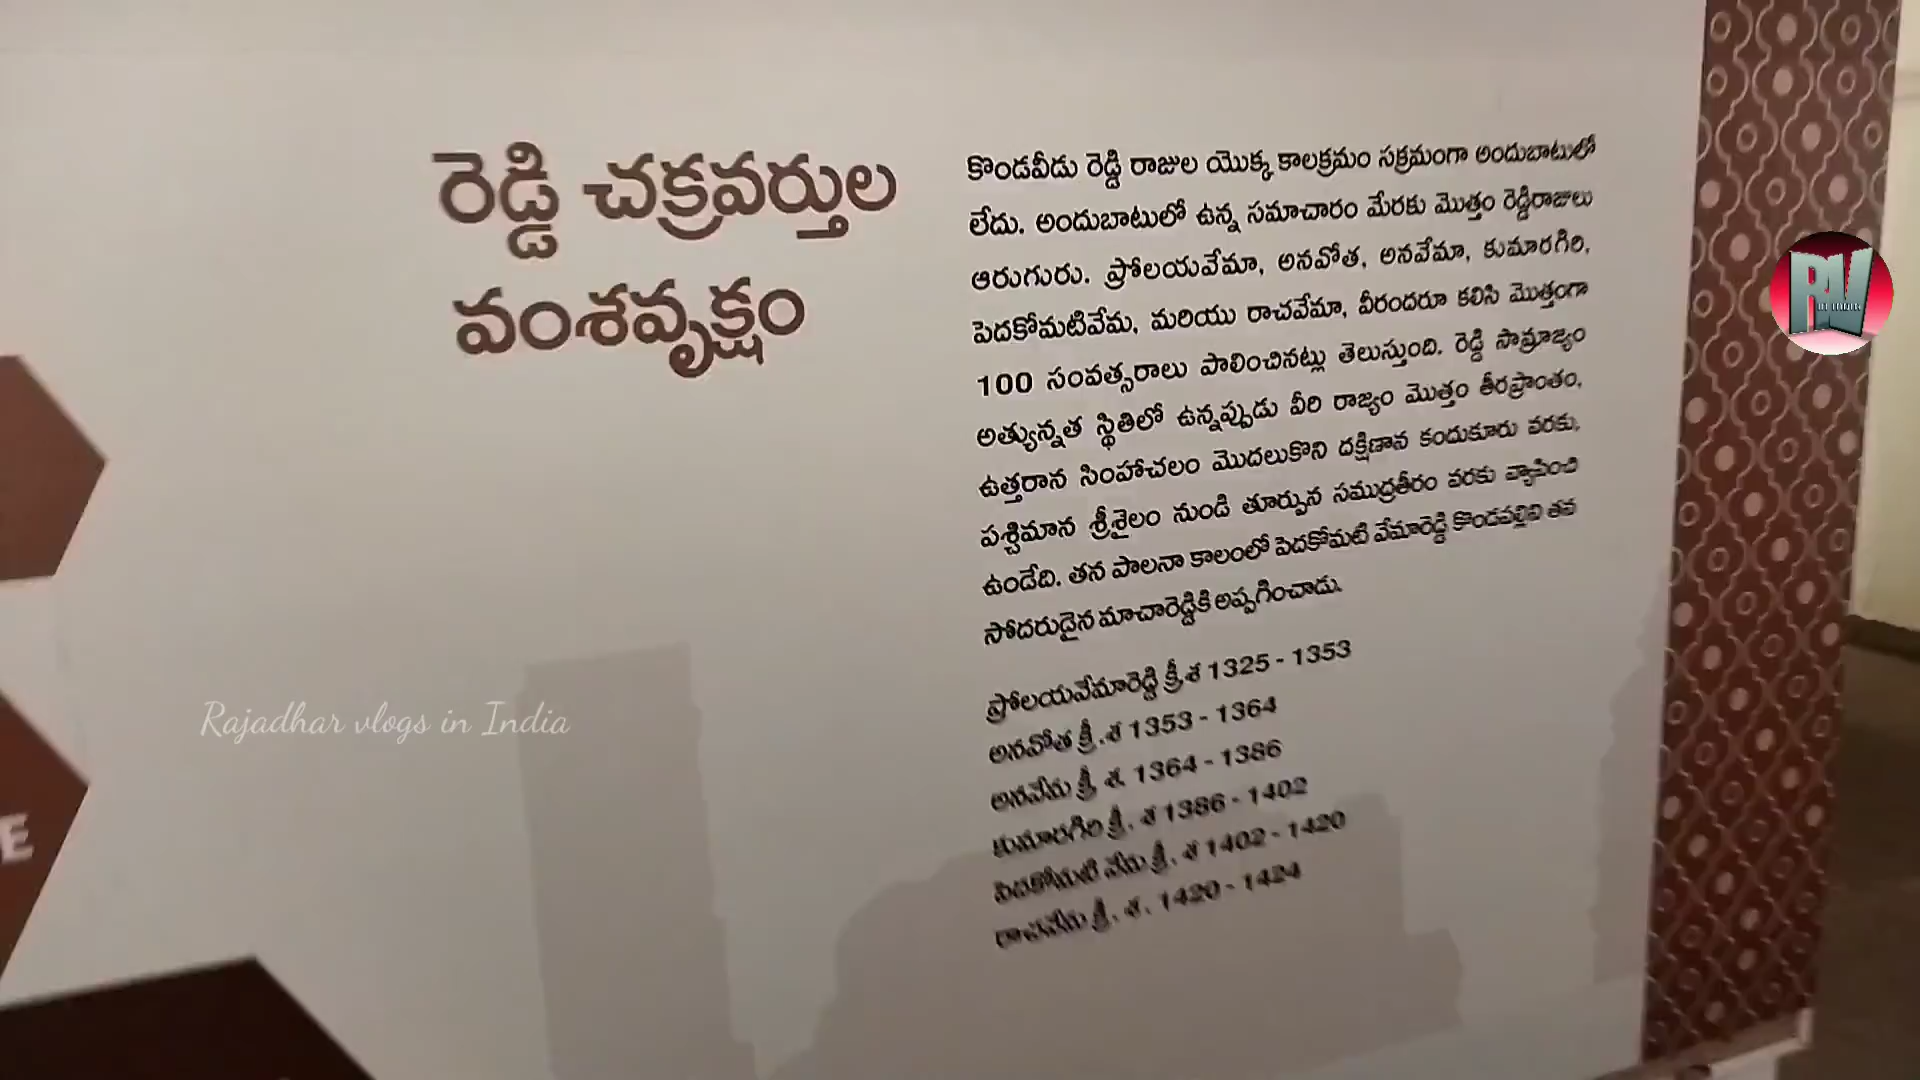 రెడ్డి చక్రవర్తుల
వంశవృక్షం
కొండవీడు రెడ్డి రాజుల యొక్క కాలక్రమం సక్రమంగా అందుబాటులో
లేదు. అందుబాటులో ఉన్న సమాచారం మేరకు మొత్తం రెడ్డిరాజులు
ఆరుగురు. ప్రోలయవేమా, అనవోత, అనవేమా, కుమారగిరి,
పెదకోమటివేమ, మరియు రాచవేమా, వీరందరూ కలిసి మొత్తంగా
100 సంవత్సరాలు పాలించినట్లు తెలుస్తుంది. రెడ్డి సామ్రాజ్యం
అత్యున్నత స్థితిలో ఉన్నప్పుడు వీరి రాజ్యం మొత్తం తీరప్రాంతం,
ఉత్తరాన సింహాచలం మొదలుకొని దక్షిణాన కందుకూరు వరకు,
పశ్చిమాన శ్రీశైలం నుండి తూర్పున సముద్రతీరం వరకు వ్యాపించి
ఉండేది. తన పాలనా కాలంలో పెదకోమటి వేమారెడ్డి కొండపల్లిని తన
సోదరుడైన మాచారెడ్డికి అప్పగించాడు.
ప్రోలయవేమారెడ్డి క్రీ.శ 1325 - 1353
అనవోత క్రీ.శ 1353 - 1364
అనవేమ క్రీ. శ. 1364 - 1386
కుమారగిరి క్రీ. శ 1386 - 1402
పెదకోమటి వేమ క్రీ. శ 1402 - 1420
రాచవేమ క్రీ. శ. 1420 - 1424
Rajadhar vlogs in India
RV
E